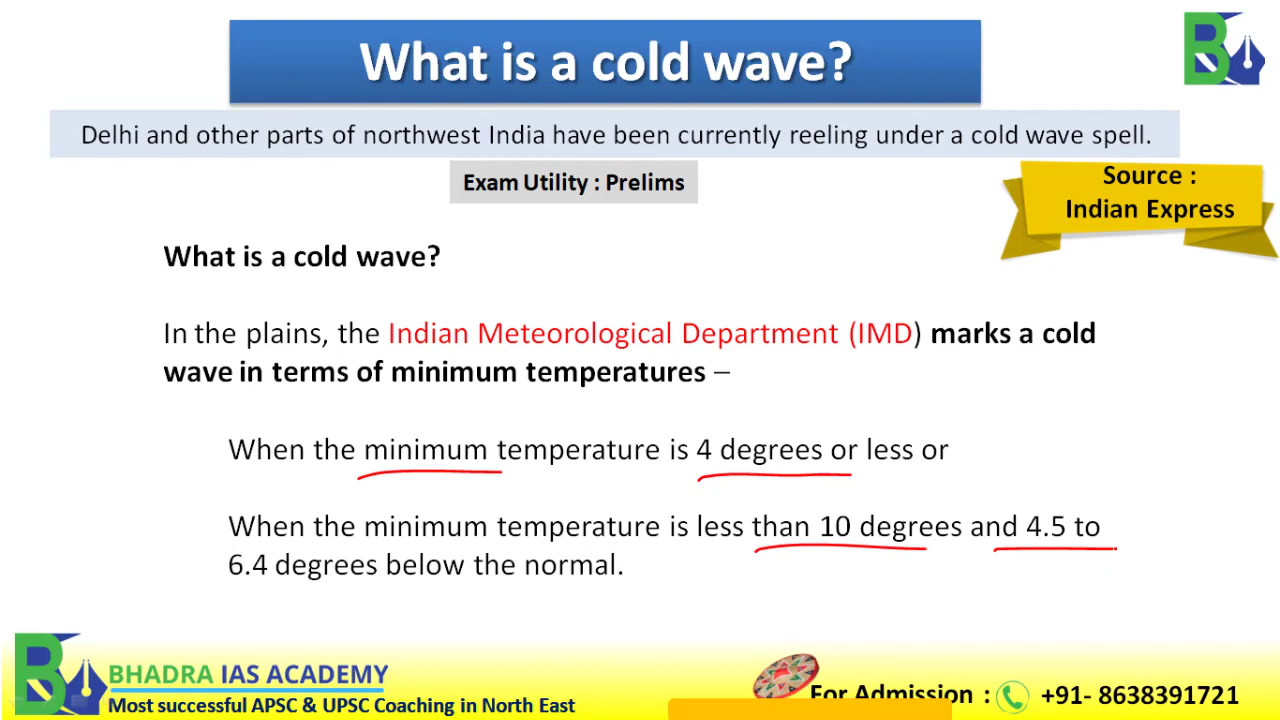 What is a cold wave?
Delhi and other parts of northwest India have been currently reeling under a cold wave spell.
Exam Utility : Prelims
Source :
Indian Express
What is a cold wave?
In the plains, the Indian Meteorological Department (IMD) marks a cold
wave in terms of minimum temperatures –
When the minimum temperature is 4 degrees or less or
When the minimum temperature is less than 10 degrees and 4.5 to
6.4 degrees below the normal.
BHADRA IAS ACADEMY
Most successful APSC & UPSC Coaching in North East
For Admission : +91- 8638391721